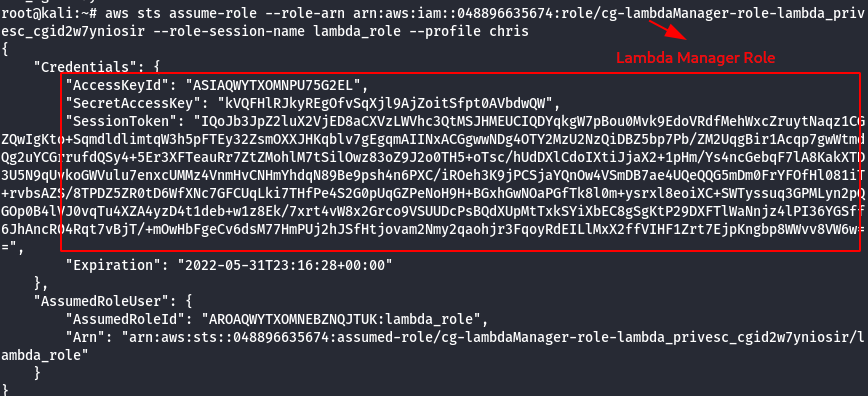 root@kali:~# aws sts assume-role --role-arn arn:aws:iam::048896635674:role/cg-lambdaManager-role-lambda_priv
esc_cgid2w7yniosir --role-session-name lambda_role --profile chris
Lambda Manager Role
{
    "Credentials": {
        "AccessKeyId": "ASIAQWYTXOMNPU75G2EL",
        "SecretAccessKey": "kVQFHlRJkyREgOfvSqXjl9AjZoitSfpt0AVbdwQW",
        "SessionToken": "IQoJb3JpZ2luX2VjED8aCXVzLWVhc3QtMSJHMEUCIQDYqkgW7pBou0Mvk9EdoVRdfMehWxcZruytNaqz1CG
ZQwIgKto+Sqmdldlimtqw3h5pFTEy32ZsmOXXJHKqblv7gEgqmAIINxACGgwwNDg4OTY2MzU2NzQiDBZ5bp7Pb/ZM2UqgBir1Acqp7gwWtmd
Qg2uYCGrrufdQSy4+5Er3XFTeauRr7ZtZMohlM7tSilOwz83oZ9J2o0TH5+oTsc/hUdDXlCdoIXtiJjaX2+1pHm/Ys4ncGebqF7lA8KakXTD
3U5N9qUvkoGWVulu7enxcUMMz4VnmHvCNHmYhdqN89Be9psh4n6PXC/iROeh3K9jPCSjaYQnOw4VSmDB7ae4UQeQQG5mDm0FrYFOfHl081iT
+rvbsAZS/8TPDZ5ZR0tD6WfXNc7GFCUqLki7THfPe4S2G0pUqGZPeNoH9H+BGxhGwNOaPGfTk8l0m+ysrxl8eoiXC+SWTyssuq3GPMLyn2pQ
GOp0B4lVJ0vqTu4XZA4yzD4t1deb+w1z8Ek/7xrt4vW8x2Grco9VSUUDcPsBQdXUpMtTxkSYiXbEC8gSgKtP29DXFTlWaNnjz4lPI36YGSff
6JhAncRO4Rqt7vBjT/+mOwHbFgeCv6dsM77HmPUj2hJSfHtjovam2Nmy2qaohjr3FqoyRdEILlMxX2ffVIHF1Zrt7EjpKngbp8WWvv8VW6w=
=",
        "Expiration": "2022-05-31T23:16:28+00:00"
    },
    "AssumedRoleUser": {
        "AssumedRoleId": "AROAQWYTXOMNEBZNQJTUK:lambda_role",
        "Arn": "arn:aws:sts::048896635674:assumed-role/cg-lambdaManager-role-lambda_privesc_cgid2w7yniosir/l
ambda_role"
    }
}